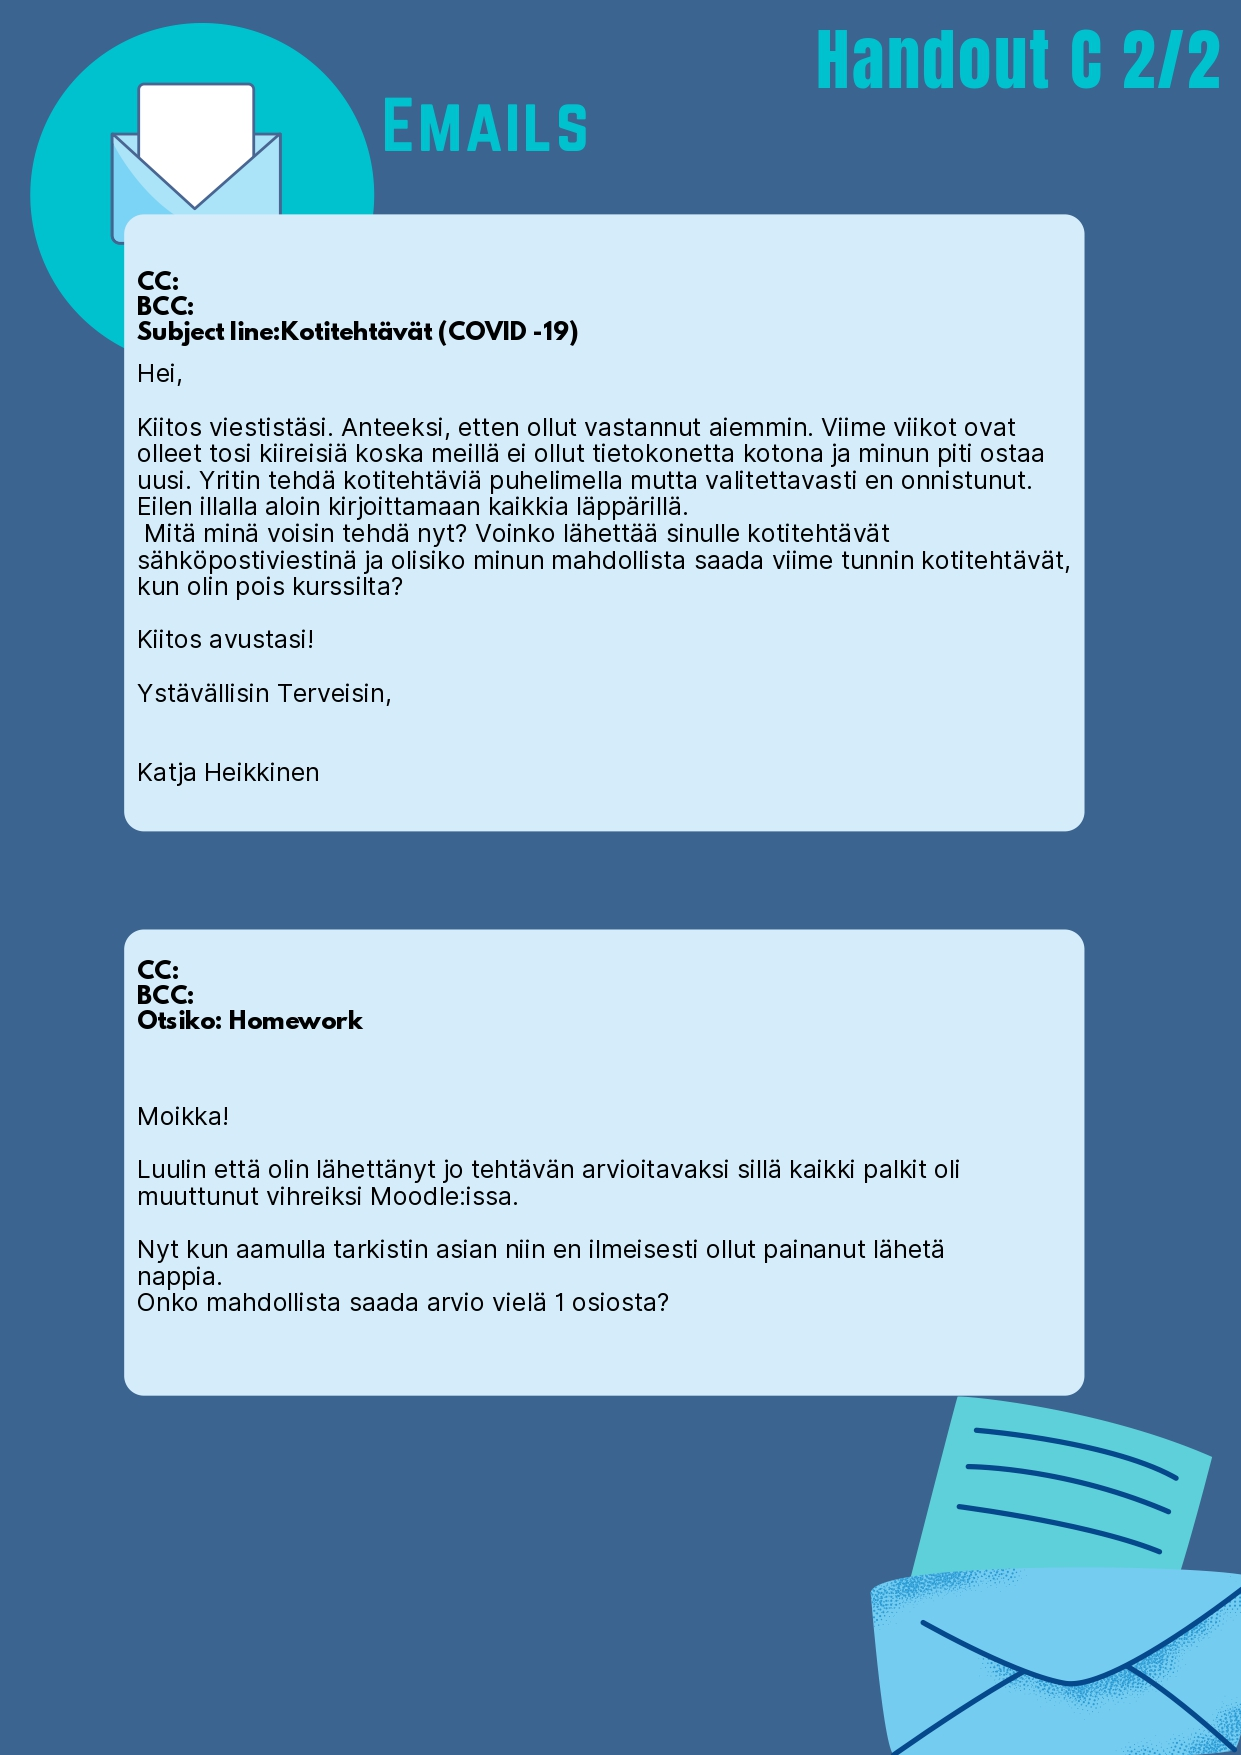 Handout C 2/2
EMAILS
CC:
BCC:
Subject line:Kotitehtävät (COVID -19)
Hei,
Kiitos viestistäsi. Anteeksi, etten ollut vastannut aiemmin. Viime viikot ovat
olleet tosi kiireisiä koska meillä ei ollut tietokonetta kotona ja minun piti ostaa
uusi. Yritin tehdä kotitehtäviä puhelimella mutta valitettavasti en onnistunut.
Eilen illalla aloin kirjoittamaan kaikkia läppärillä.
Mitä minä voisin tehdä nyt? Voinko lähettää sinulle kotitehtävät
sähköpostiviestinä ja olisiko minun mahdollista saada viime tunnin kotitehtävät,
kun olin pois kurssilta?
Kiitos avustasi!
Ystävällisin Terveisin,
Katja Heikkinen
CC:
BCC:
Otsiko: Homework
Moikka!
Luulin että olin lähettänyt jo tehtävän arvioitavaksi sillä kaikki palkit oli
muuttunut vihreiksi Moodle:issa.
Nyt kun aamulla tarkistin asian niin en ilmeisesti ollut painanut lähetä
nappia.
Onko mahdollista saada arvio vielä 1 osiosta?